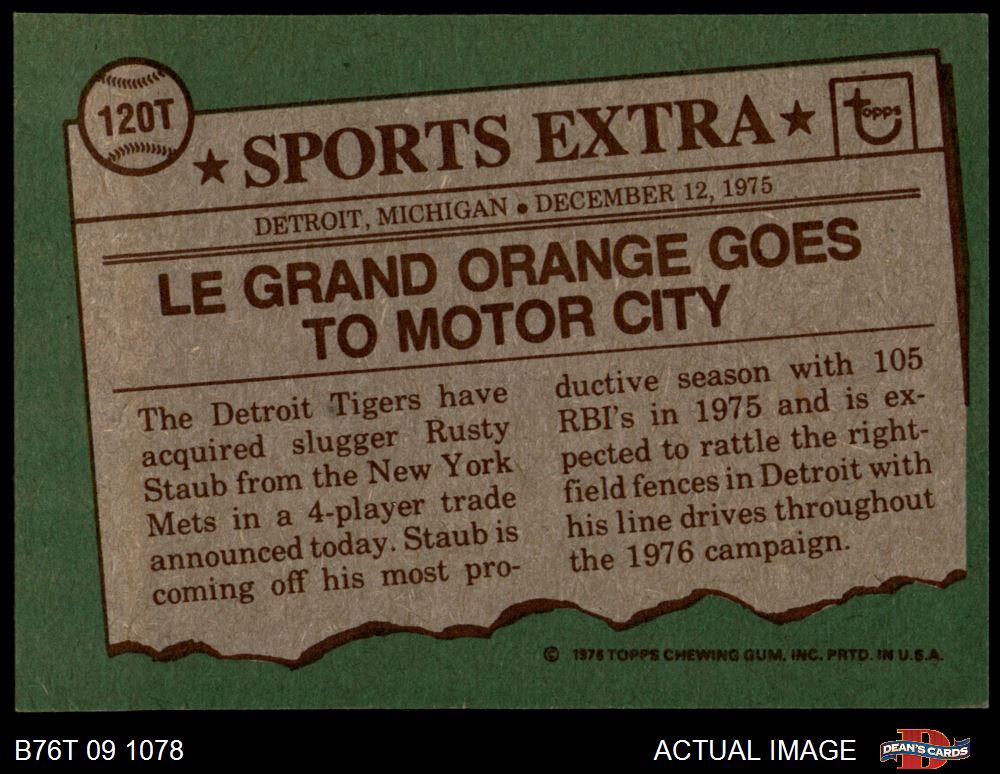 120T
★ SPORTS EXTRA ★
topps
DETROIT, MICHIGAN • DECEMBER 12, 1975
LE GRAND ORANGE GOES
TO MOTOR CITY
The Detroit Tigers have
acquired slugger Rusty
Staub from the New York
Mets in a 4-player trade
announced today. Staub is
coming off his most pro-
ductive season with 105
RBI's in 1975 and is ex-
pected to rattle the right-
field fences in Detroit with
his line drives throughout
the 1976 campaign.
© 1976 TOPPS CHEWING GUM, INC. PRTD. IN U.S.A.
B76T 09 1078
ACTUAL IMAGE
DEAN'S CARDS